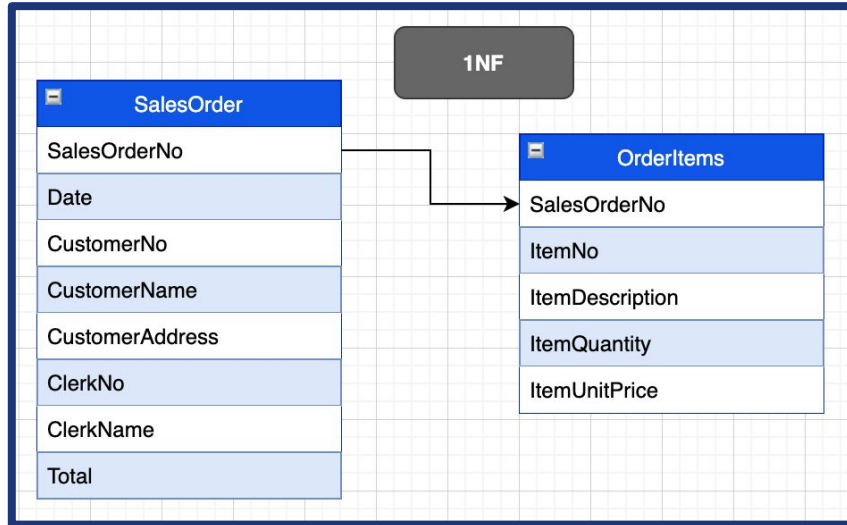 1NF
SalesOrder
SalesOrderNo
Date
CustomerNo
CustomerName
CustomerAddress
ClerkNo
ClerkName
Total
OrderItems
SalesOrderNo
ItemNo
ItemDescription
ItemQuantity
ItemUnitPrice